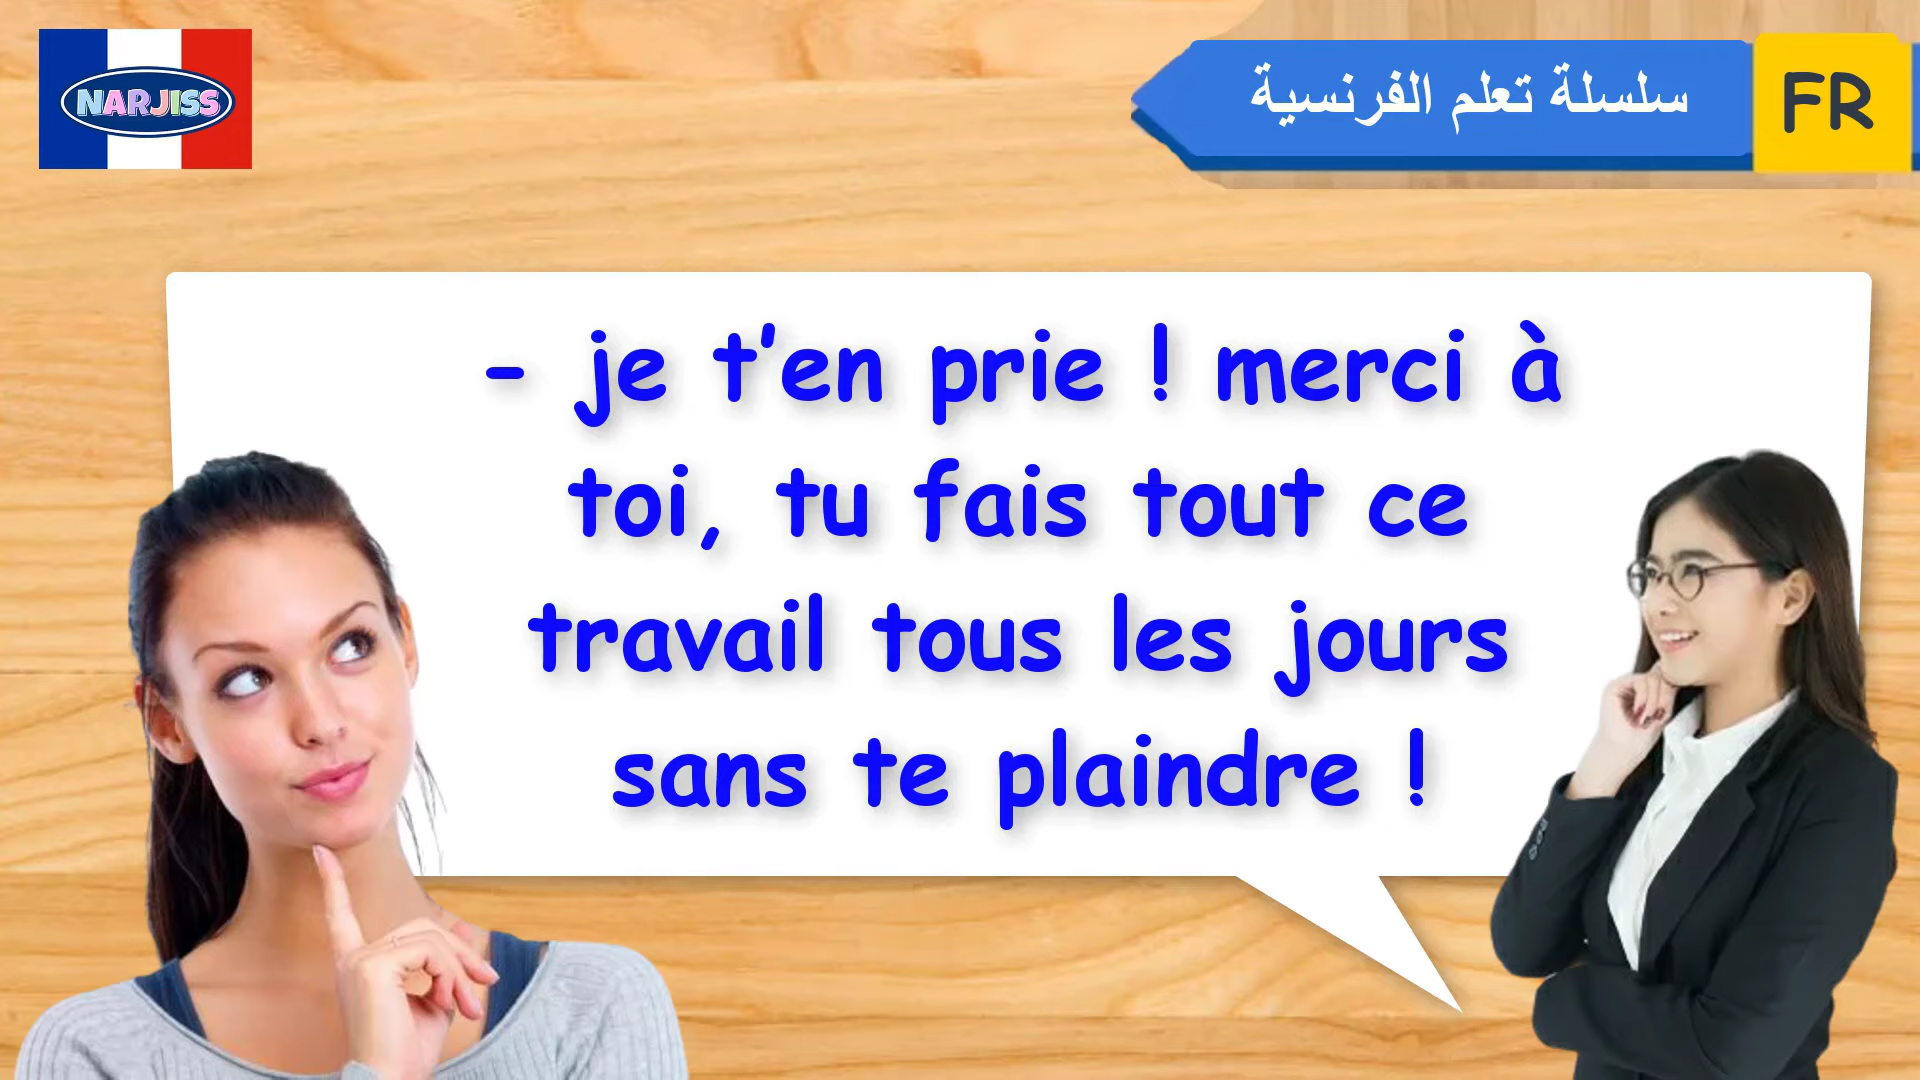 NARJISS
سلسلة تعلم الفرنسية
FR
- je t'en prie ! merci à
toi, tu fais tout ce
travail tous les jours
sans te plaindre !